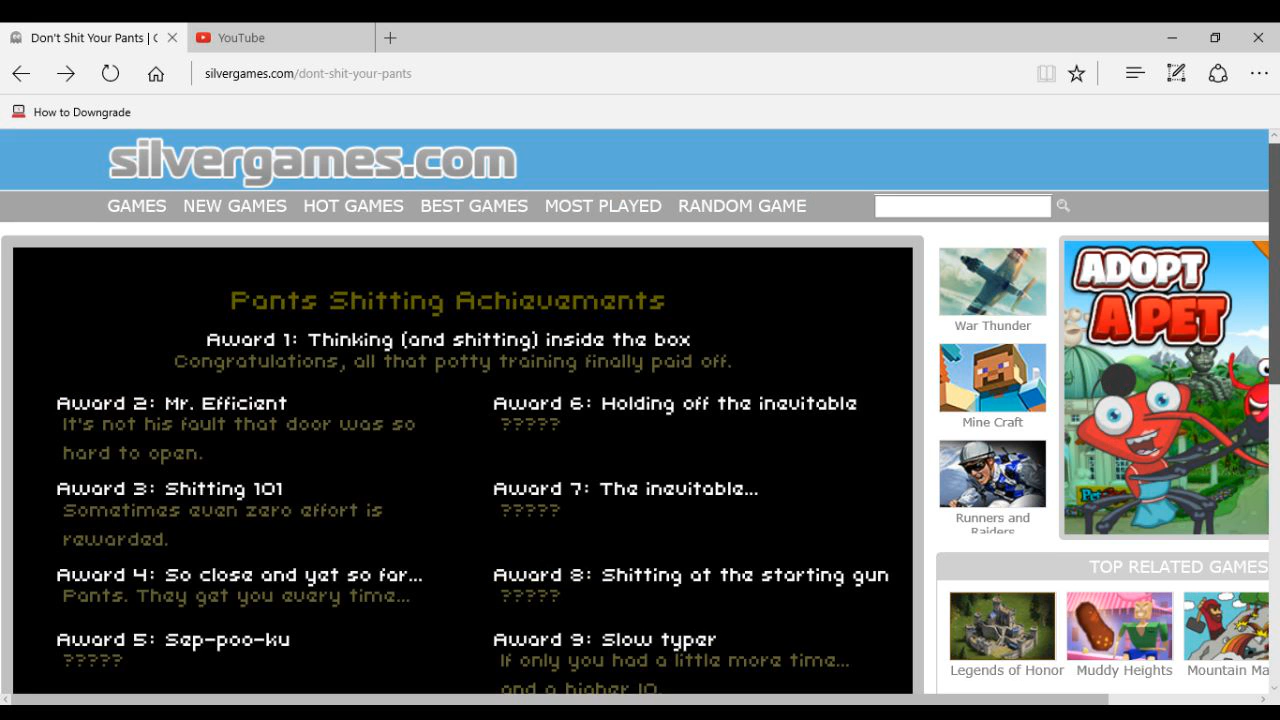 Don't Shit Your Pants | C
YouTube
silvergames.com/dont-shit-your-pants
How to Downgrade
silvergames.com
GAMES NEW GAMES HOT GAMES BEST GAMES MOST PLAYED RANDOM GAME
Pants Shitting Achievements
Award 1: Thinking (and shitting) inside the box
Congratulations, all that potty training finally paid off.
Award 2: Mr. Efficient
It's not his fault that door was so
hard to open.
Award 3: Shitting 101
Sometimes even zero effort is
rewarded.
Award 4: So close and yet so far...
Pants. They get you every time...
Award 5: Sep-poo-ku
?????
Award 6: Holding off the inevitable
?????
Award 7: The inevitable...
?????
Award 8: Shitting at the starting gun
?????
Award 9: Slow typer
If only you had a little more time...
and a higher IQ.
War Thunder
Mine Craft
Runners and
Raiders
ADOPT
A PET
TOP RELATED GAMES
Legends of Honor
Muddy Heights
Mountain Ma